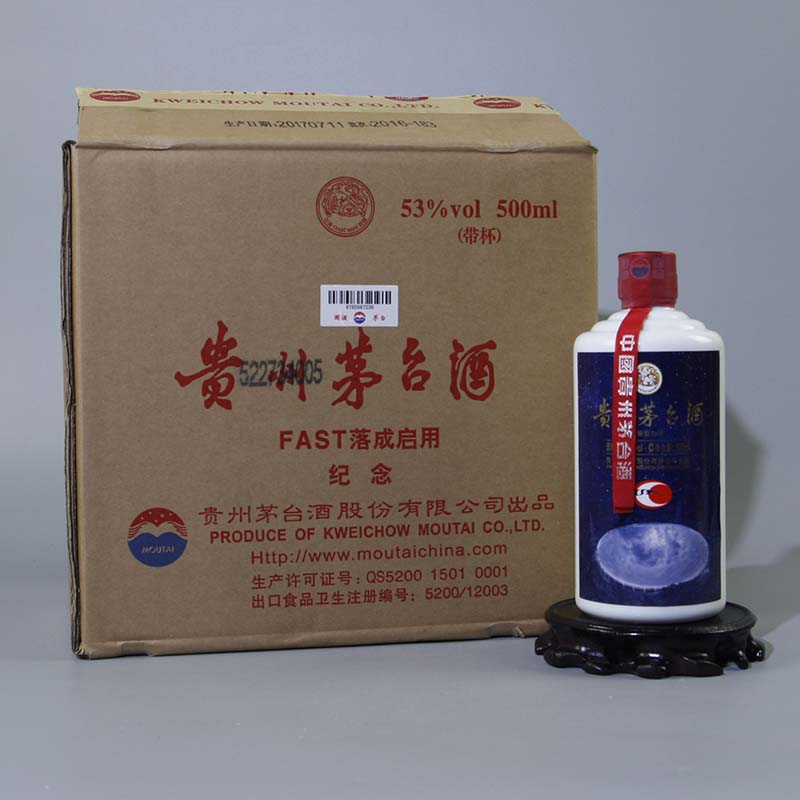 KWEICHOW MOUTAI CO.,LTD.
生产日期:20170711 批次:2016-183
53%vol 500ml
(带杯)
贵州茅台酒
522731005
FAST落成启用
纪念
MOUTAI
贵州茅台酒股份有限公司出品
PRODUCE OF KWEICHOW MOUTAI CO.,LTD.
Http://www.moutaichina.com
生产许可证号:QS5200 1501 0001
出口食品卫生注册编号:5200/12003
中國贵州茅台酒
贵州茅台酒